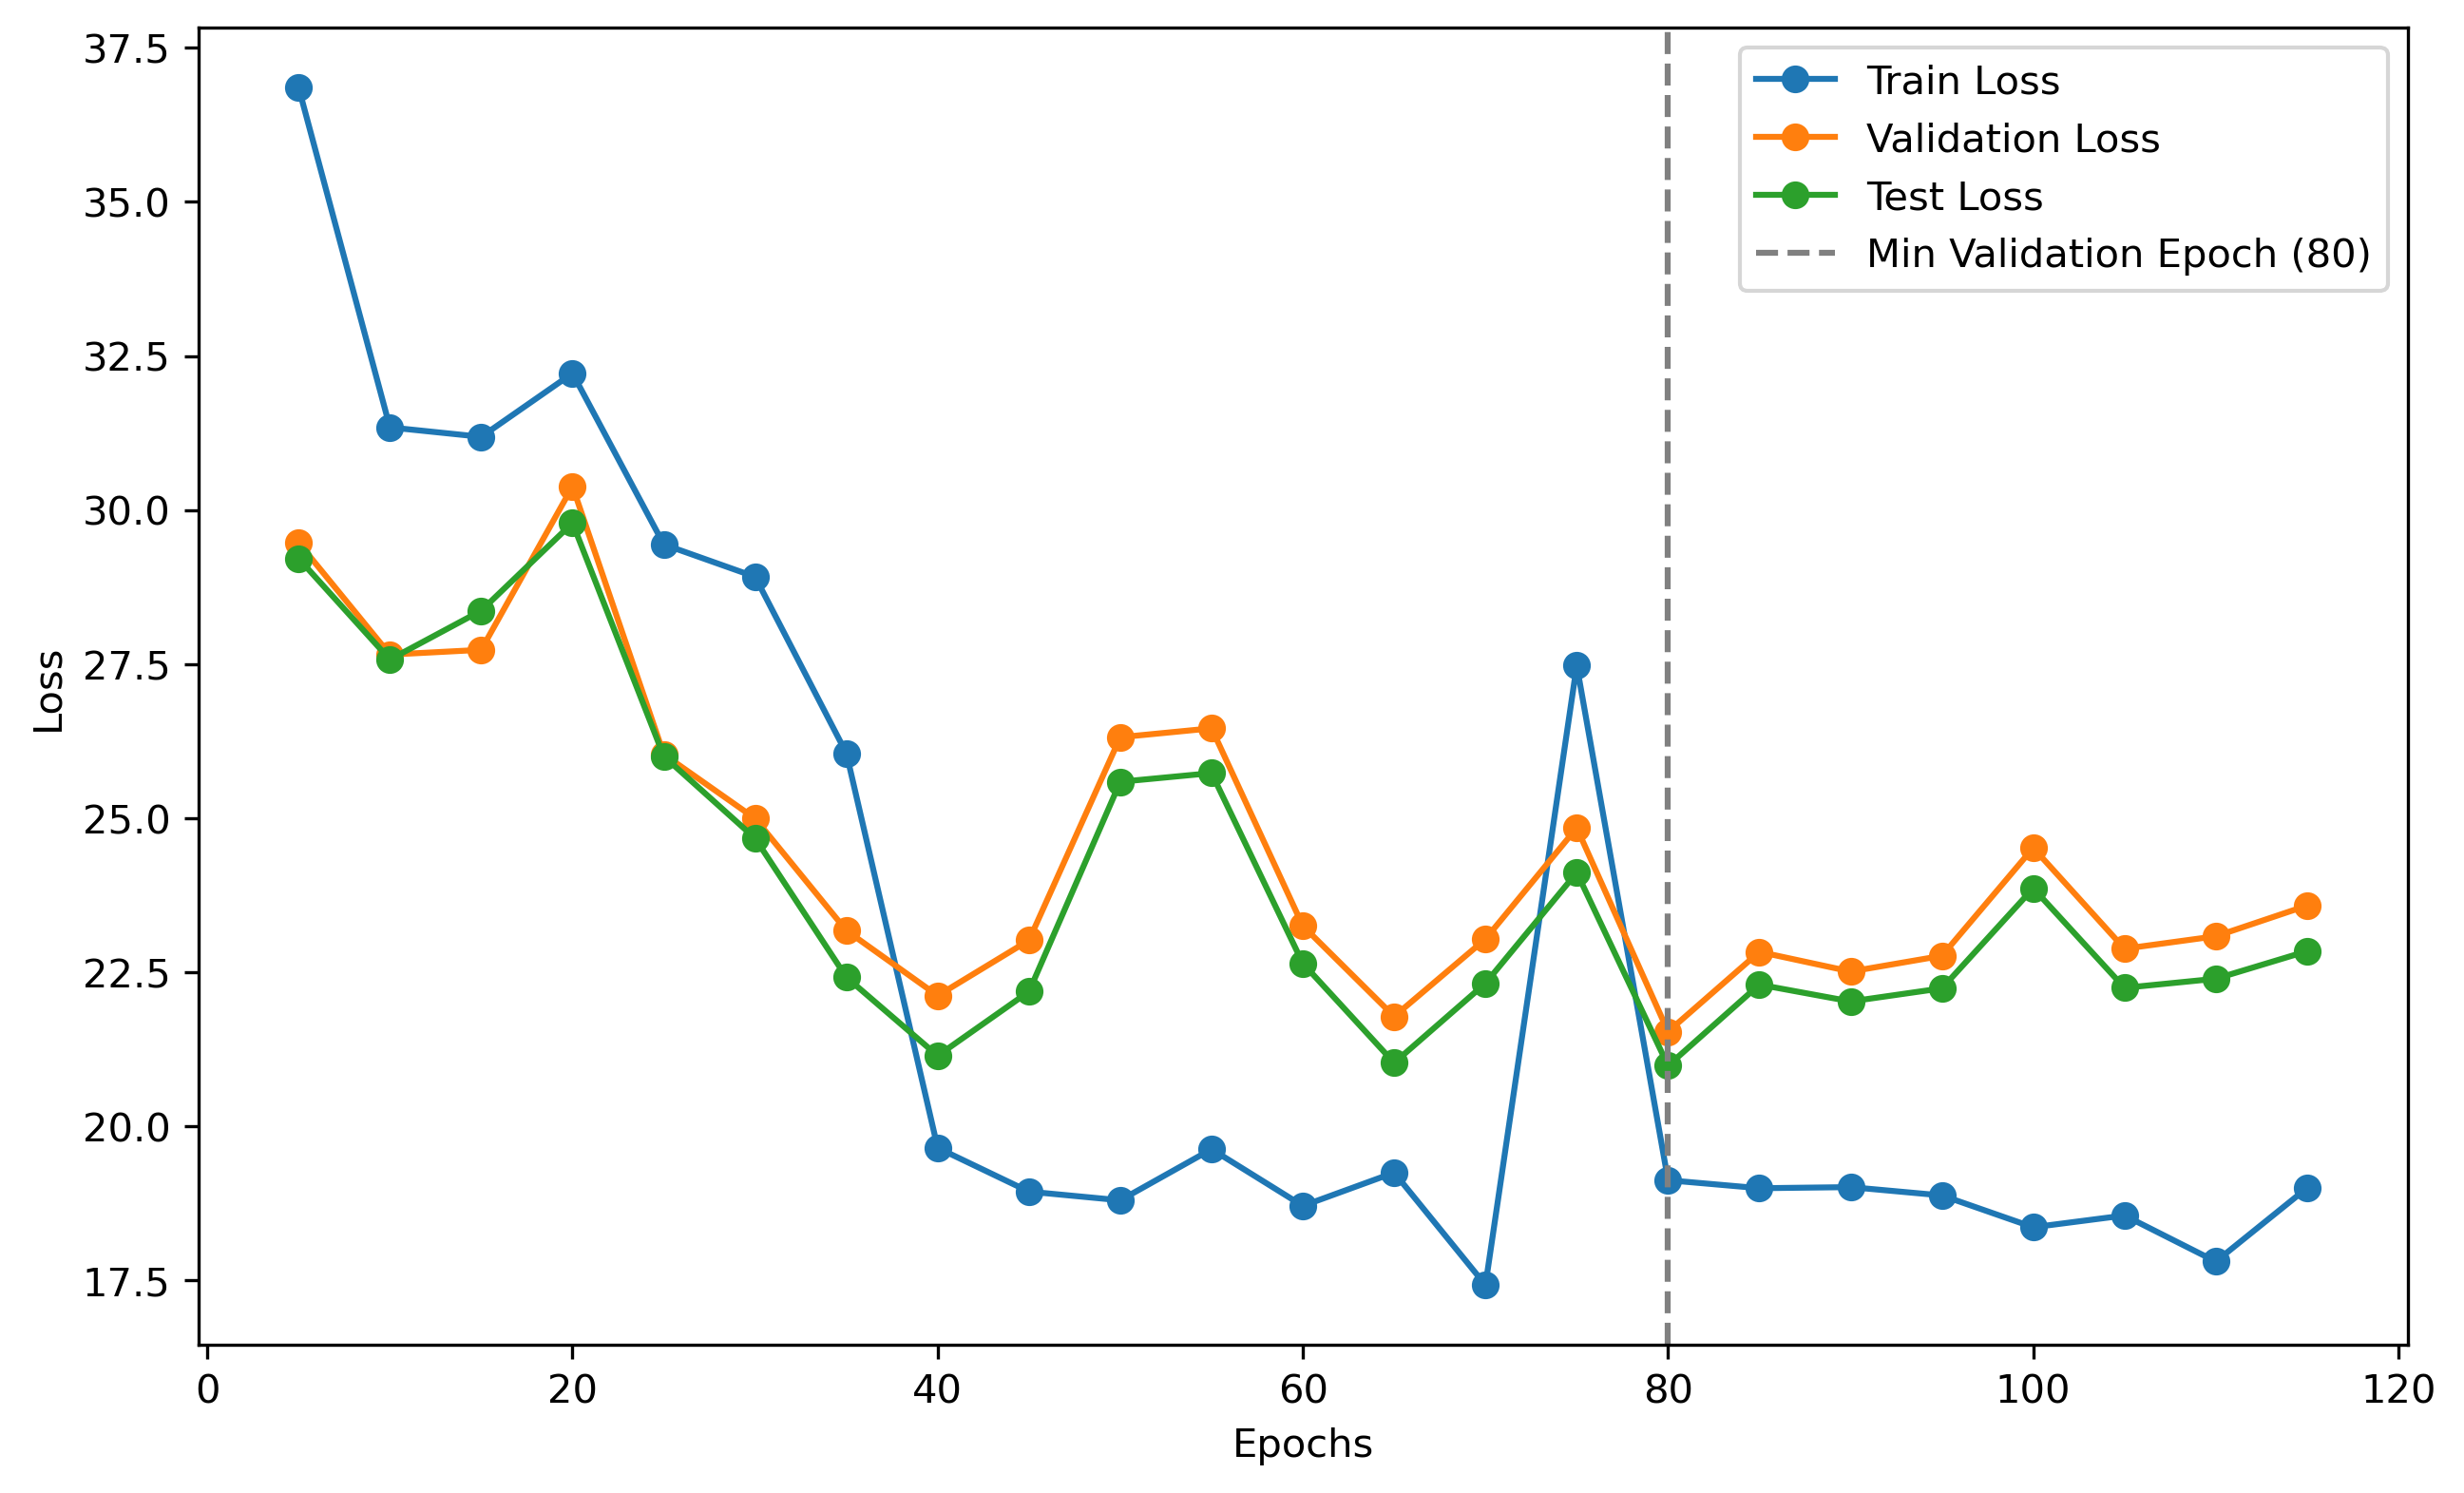 37.5
35.0
32.5
30.0
27.5
25.0
22.5
20.0
17.5
Loss
0 20 40 60 80 100 120
Epochs
Train Loss
Validation Loss
Test Loss
Min Validation Epoch (80)